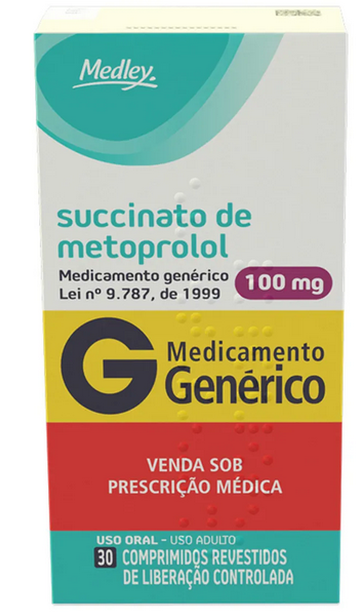 Medley.
succinato de
metoprolol
Medicamento genérico
Lei nº 9.787, de 1999
100 mg
G Medicamento
Genérico
VENDA SOB
PRESCRIÇÃO MÉDICA
USO ORAL - USO ADULTO
30 COMPRIMIDOS REVESTIDOS
DE LIBERAÇÃO CONTROLADA